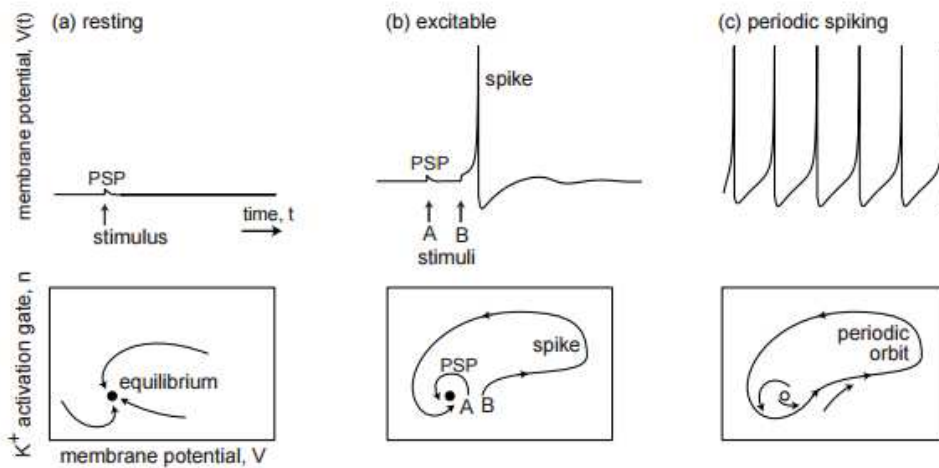 (a) resting
(b) excitable
(c) periodic spiking
membrane potential, V(t)
spike
PSP
PSP
time, t
stimulus
A
B
stimuli
K+ activation gate, n
equilibrium
membrane potential, V
PSP
spike
A
B
periodic
orbit